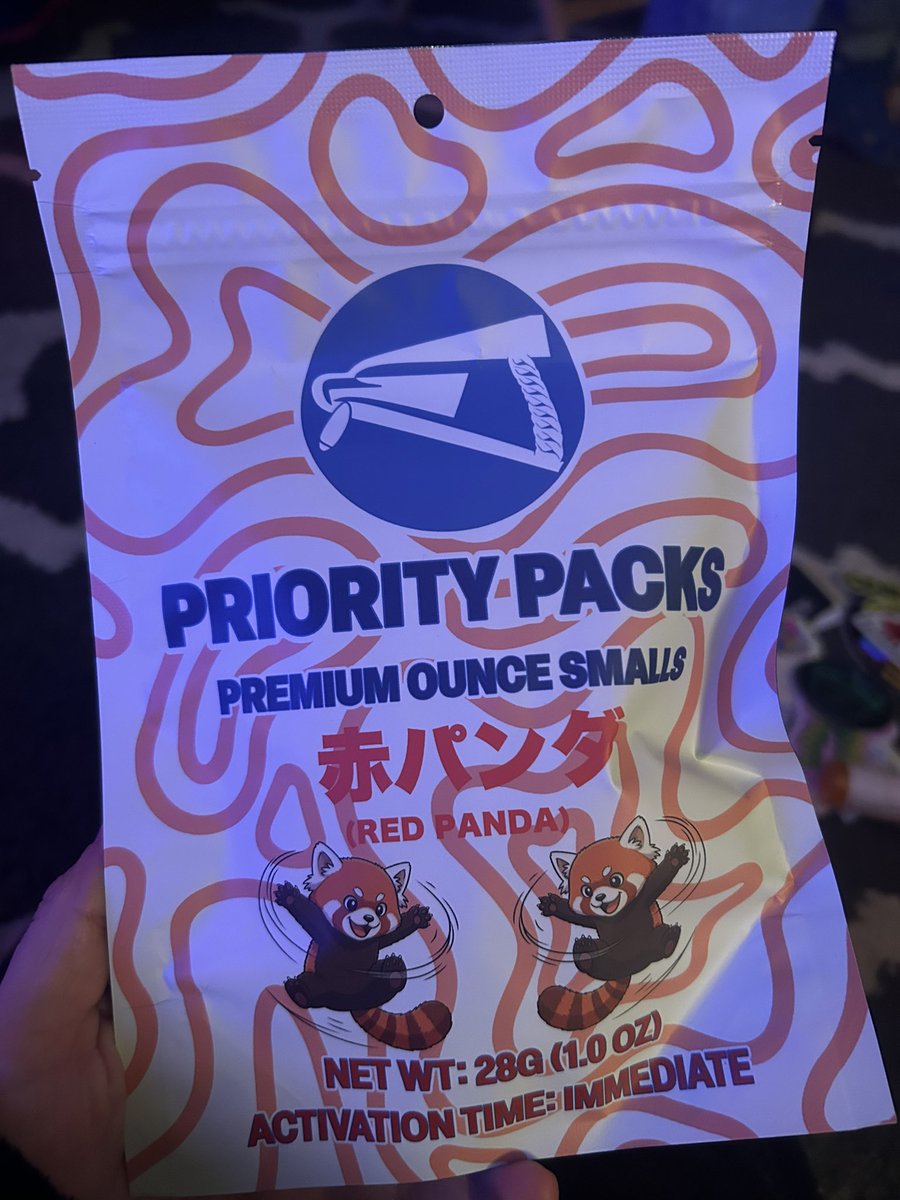 PRIORITY PACKS
PREMIUM OUNCE SMALLS
赤パンダ
(RED PANDA)
NET WT: 28G (1.0 OZ)
ACTIVATION TIME: IMMEDIATE